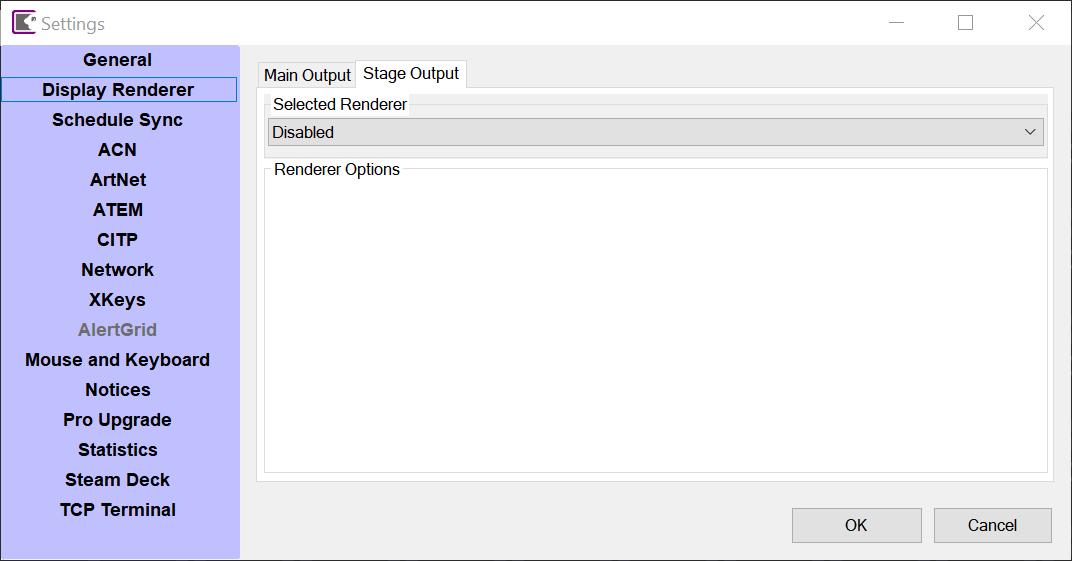 Settings
General
Display Renderer
Schedule Sync
ACN
ArtNet
ATEM
CITP
Network
XKeys
AlertGrid
Mouse and Keyboard
Notices
Pro Upgrade
Statistics
Steam Deck
TCP Terminal
Main Output Stage Output
Selected Renderer
Disabled
Renderer Options
OK Cancel